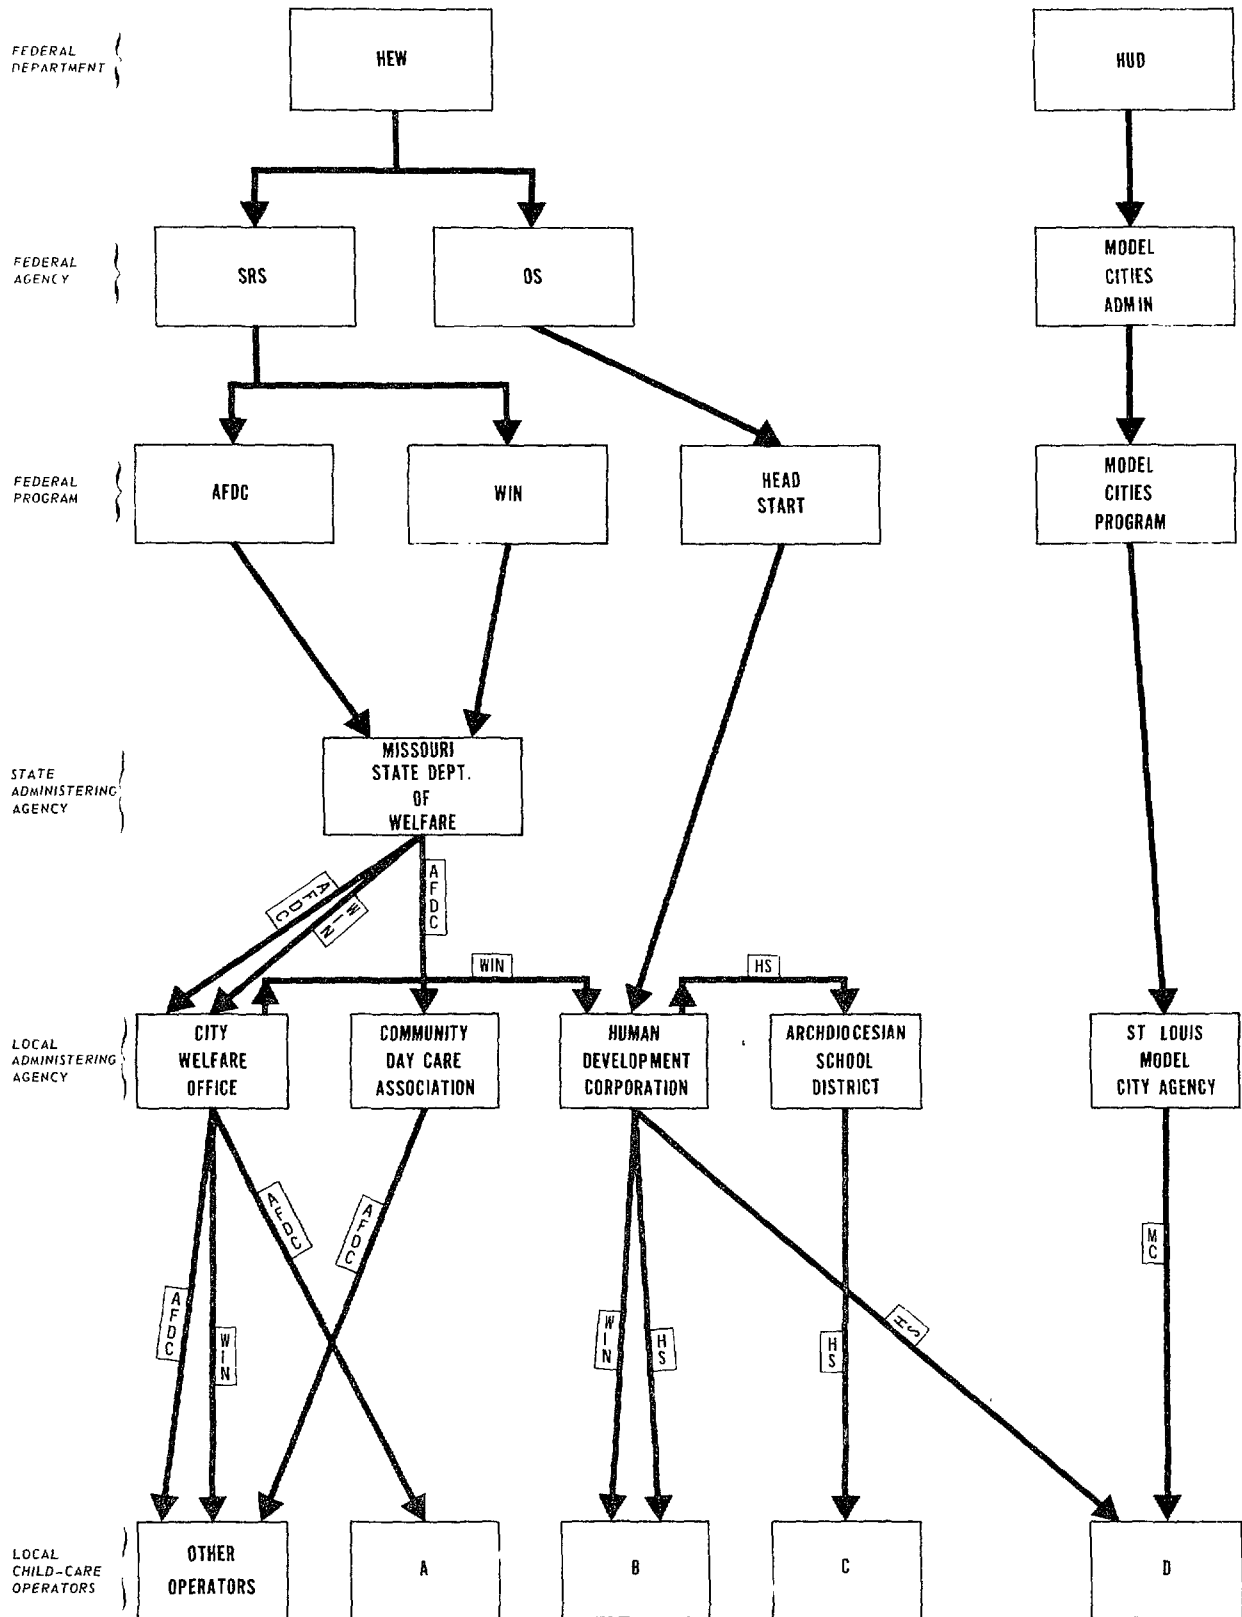 FEDERAL
DEPARTMENT
HEW
HUD
FEDERAL
AGENCY
SRS
OS
MODEL
CITIES
ADMIN
FEDERAL
PROGRAM
AFDC
WIN
HEAD
START
MODEL
CITIES
PROGRAM
STATE
ADMINISTERING
AGENCY
MISSOURI
STATE DEPT.
OF
WELFARE
AFDC
WIN
AFDC
WIN
HS
LOCAL
ADMINISTERING
AGENCY
CITY
WELFARE
OFFICE
COMMUNITY
DAY CARE
ASSOCIATION
HUMAN
DEVELOPMENT
CORPORATION
ARCHDIOCESIAN
SCHOOL
DISTRICT
ST LOUIS
MODEL
CITY AGENCY
AFDC
WIN
AFDC
AFDC
WIN
HS
HS
HS
MC
LOCAL
CHILD-CARE
OPERATORS
OTHER
OPERATORS
A
B
C
D